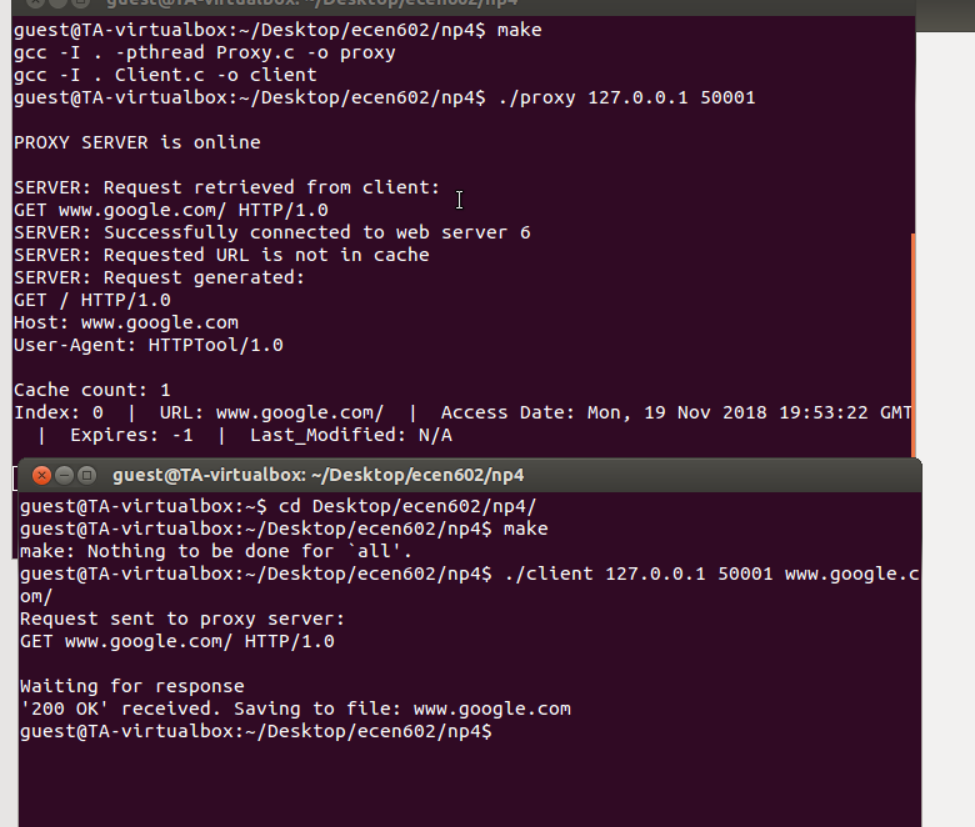 guest@TA-virtualbox: ~/Desktop/ecen602/np4
guest@TA-virtualbox:~/Desktop/ecen602/np4$ make
gcc -I . -pthread Proxy.c -o proxy
gcc -I . Client.c -o client
guest@TA-virtualbox:~/Desktop/ecen602/np4$ ./proxy 127.0.0.1 50001
PROXY SERVER is online
SERVER: Request retrieved from client:
GET www.google.com/ HTTP/1.0
SERVER: Successfully connected to web server 6
SERVER: Requested URL is not in cache
SERVER: Request generated:
GET / HTTP/1.0
Host: www.google.com
User-Agent: HTTPTool/1.0
Cache count: 1
Index: 0  |  URL: www.google.com/  |  Access Date: Mon, 19 Nov 2018 19:53:22 GMT
  |  Expires: -1  |  Last_Modified: N/A
guest@TA-virtualbox: ~/Desktop/ecen602/np4
guest@TA-virtualbox:~$ cd Desktop/ecen602/np4/
guest@TA-virtualbox:~/Desktop/ecen602/np4$ make
make: Nothing to be done for `all'.
guest@TA-virtualbox:~/Desktop/ecen602/np4$ ./client 127.0.0.1 50001 www.google.c
om/
Request sent to proxy server:
GET www.google.com/ HTTP/1.0
Waiting for response
'200 OK' received. Saving to file: www.google.com
guest@TA-virtualbox:~/Desktop/ecen602/np4$